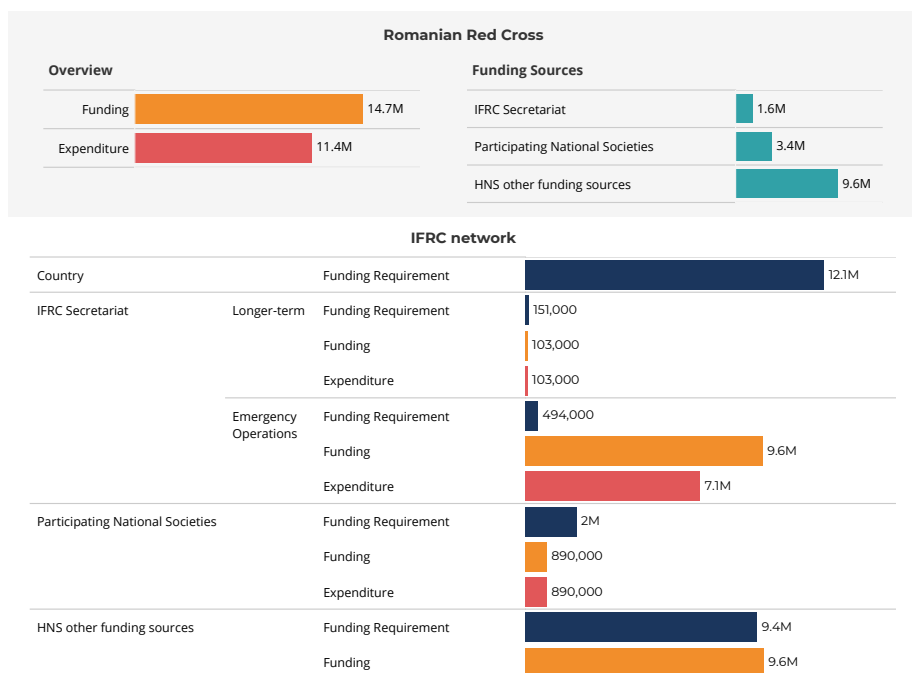 Romanian Red Cross
Overview
Funding 14.7M
Expenditure 11.4M
Funding Sources
IFRC Secretariat 1.6M
Participating National Societies 3.4M
HNS other funding sources 9.6M
IFRC network
Country Funding Requirement 12.1M
IFRC Secretariat Longer-term Funding Requirement 151,000
Funding 103,000
Expenditure 103,000
Emergency Operations Funding Requirement 494,000
Funding 9.6M
Expenditure 7.1M
Participating National Societies Funding Requirement 2M
Funding 890,000
Expenditure 890,000
HNS other funding sources Funding Requirement 9.4M
Funding 9.6M